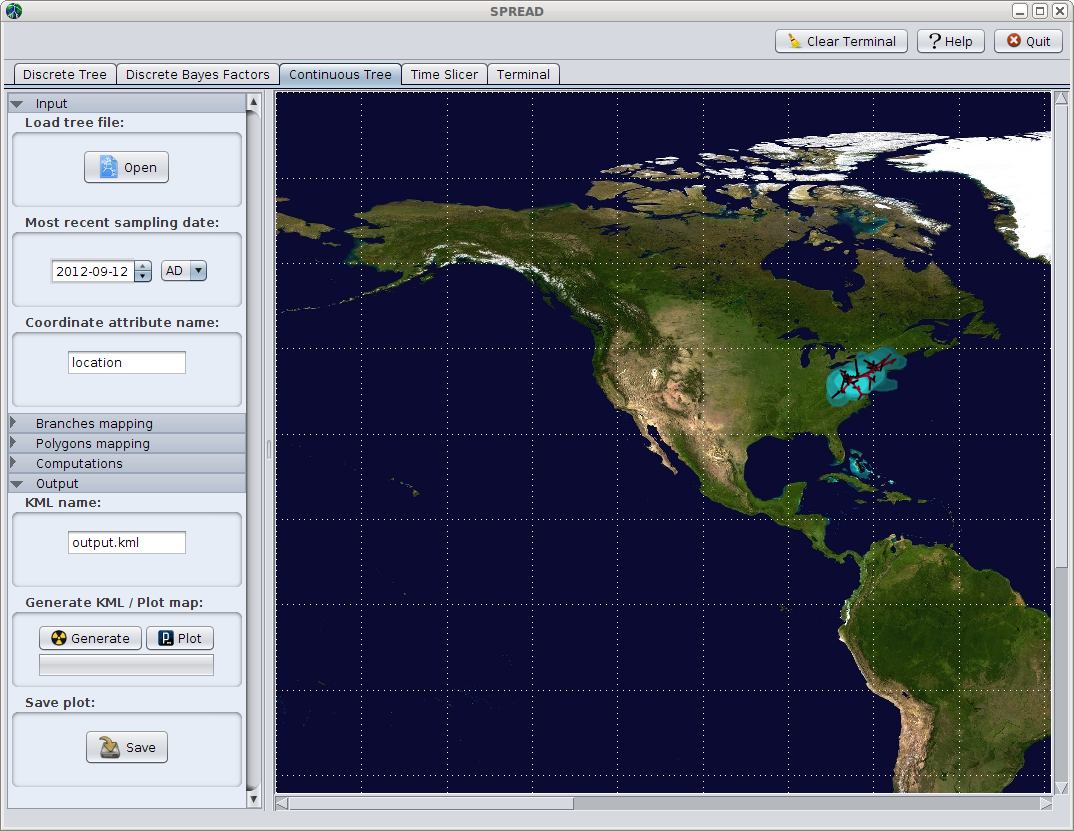 SPREAD
Clear Terminal
Help
Quit
Discrete Tree
Discrete Bayes Factors
Continuous Tree
Time Slicer
Terminal
Input
Load tree file:
Open
Most recent sampling date:
2012-09-12
AD
Coordinate attribute name:
location
Branches mapping
Polygons mapping
Computations
Output
KML name:
output.kml
Generate KML / Plot map:
Generate
Plot
Save plot:
Save